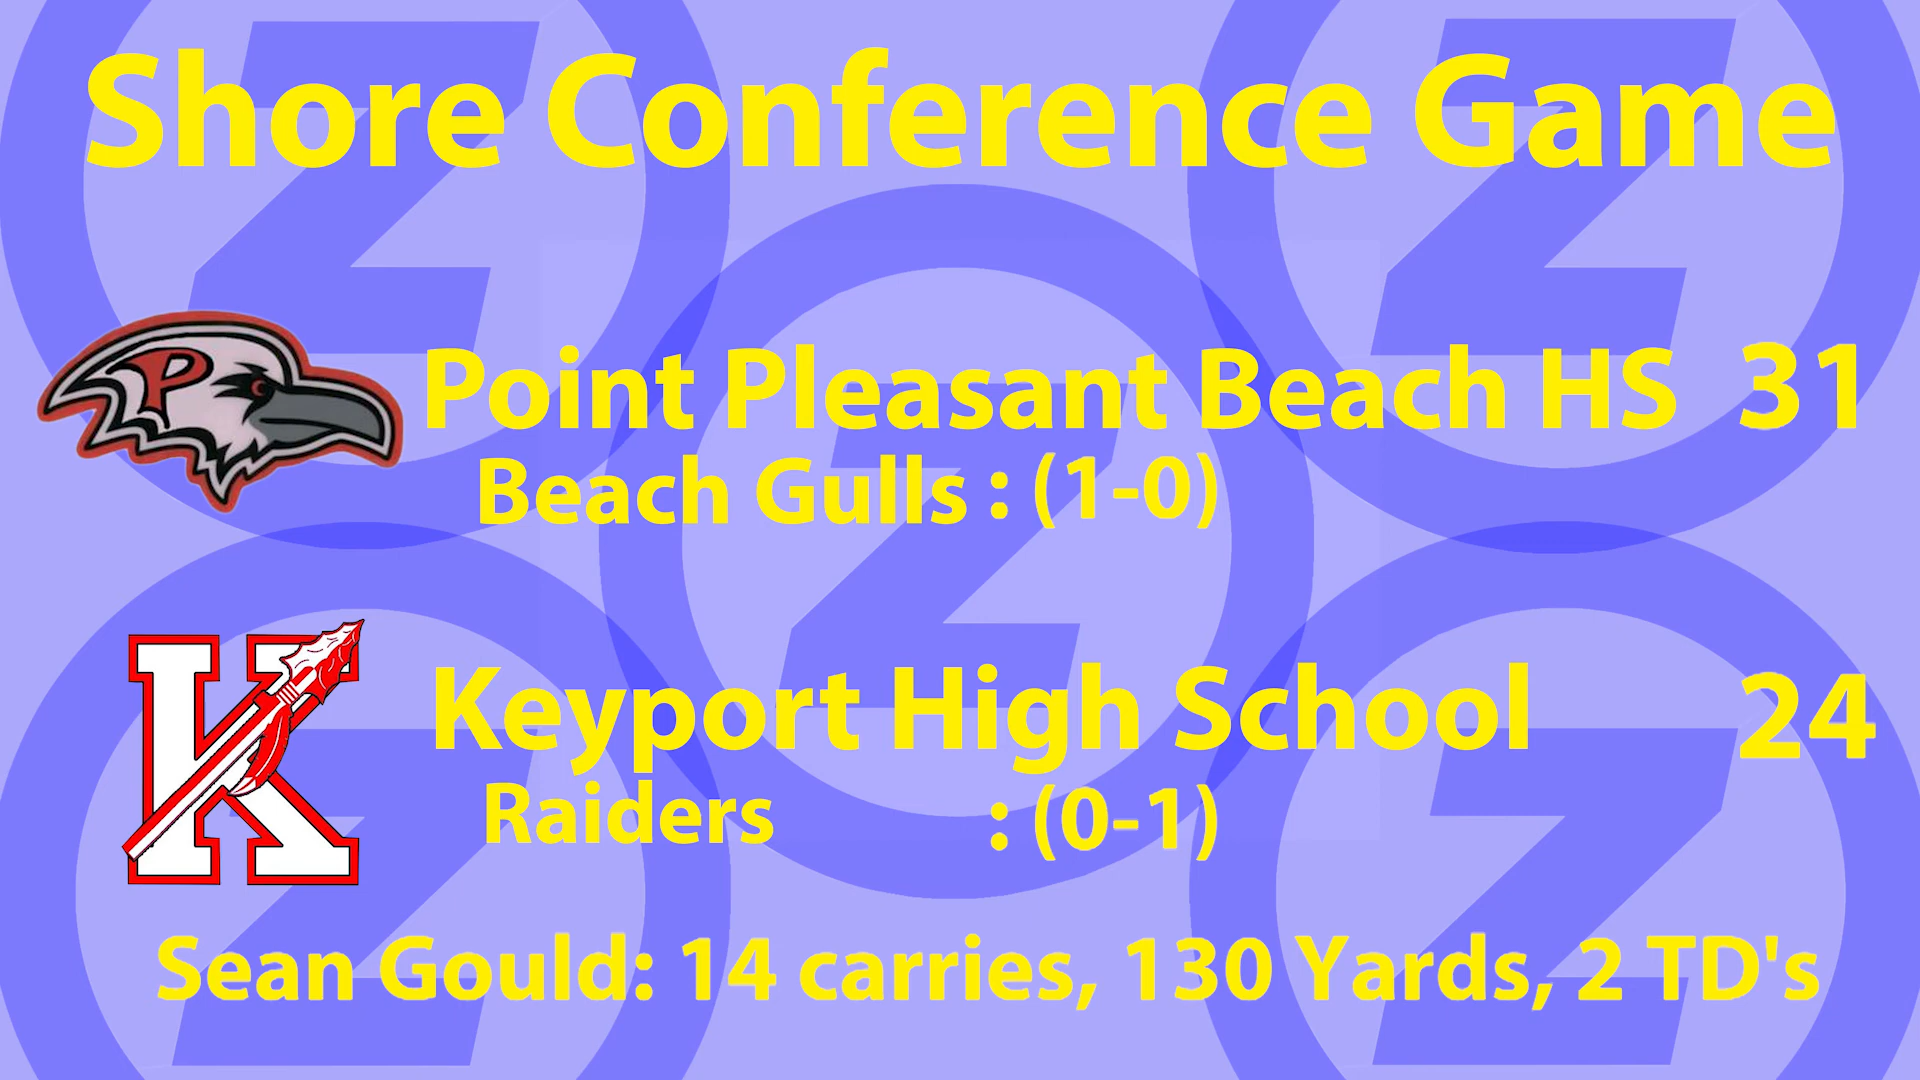 Shore Conference Game
P
Point Pleasant Beach HS 31
Beach Gulls : (1-0)
K
Keyport High School 24
Raiders : (0-1)
Sean Gould: 14 carries, 130 Yards, 2 TD's
Z
Z
Z
Z
Z